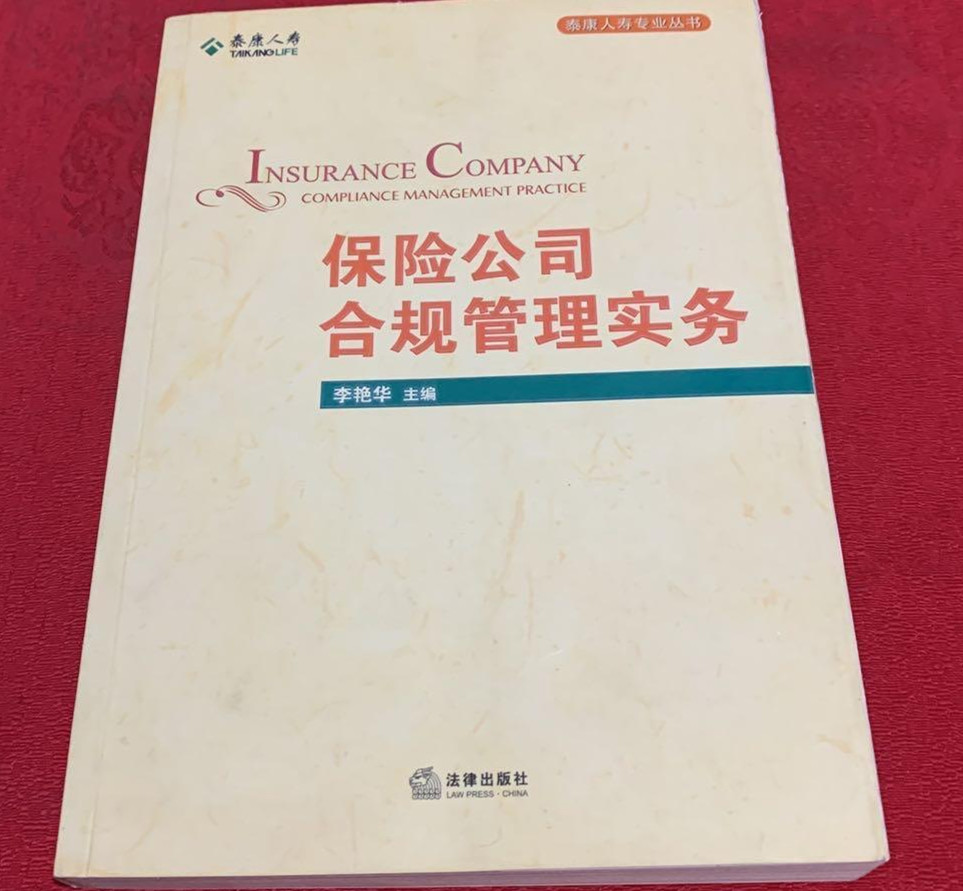 泰康人寿
TAIKANG LIFE
泰康人寿专业丛书
INSURANCE COMPANY
COMPLIANCE MANAGEMENT PRACTICE
保险公司
合规管理实务
李艳华 主编
法律出版社
LAW PRESS·CHINA